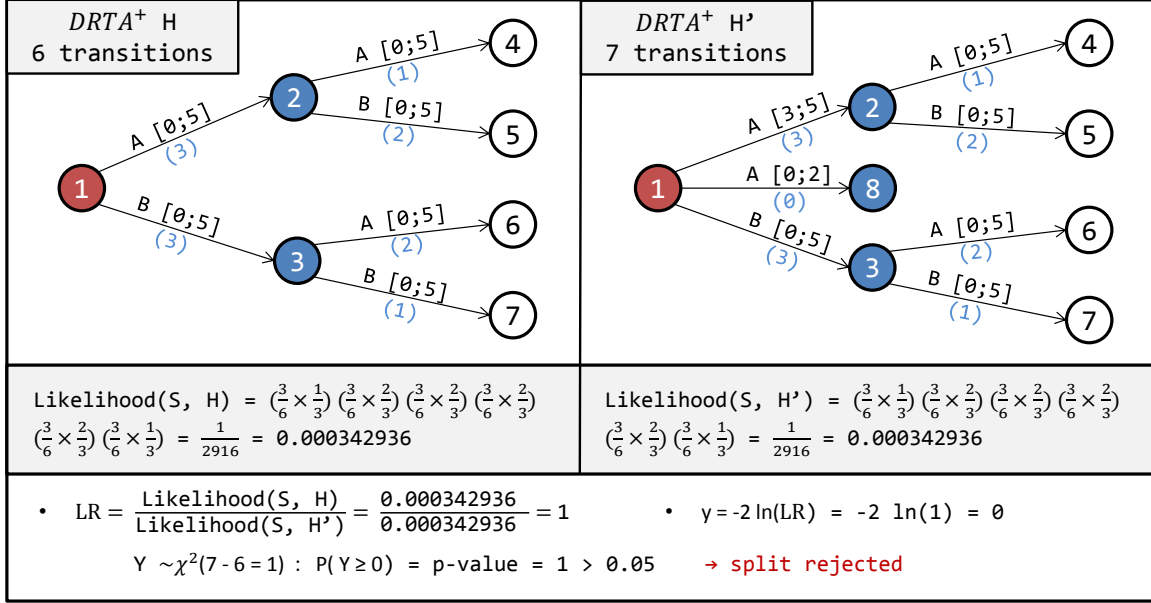 DRTA⁺ H
6 transitions
1
A [0;5]
(3)
2
A [0;5]
(1)
4
B [0;5]
(2)
5
B [0;5]
(3)
3
A [0;5]
(2)
6
B [0;5]
(1)
7
DRTA⁺ H’
7 transitions
1
A [3;5]
(3)
2
A [0;5]
(1)
4
B [0;5]
(2)
5
A [0;2]
(0)
8
B [0;5]
(3)
3
A [0;5]
(2)
6
B [0;5]
(1)
7
Likelihood(S, H) = (3/6 × 1/3) (3/6 × 2/3) (3/6 × 2/3) (3/6 × 2/3)
(3/6 × 2/3) (3/6 × 1/3) = 1/2916 = 0.000342936
Likelihood(S, H’) = (3/6 × 1/3) (3/6 × 2/3) (3/6 × 2/3) (3/6 × 2/3)
(3/6 × 2/3) (3/6 × 1/3) = 1/2916 = 0.000342936
• LR = Likelihood(S, H) / Likelihood(S, H’) = 0.000342936 / 0.000342936 = 1
• y = -2 ln(LR) = -2 ln(1) = 0
Y ~χ²(7 - 6 = 1) : P( Y ≥ 0) = p-value = 1 > 0.05 → split rejected